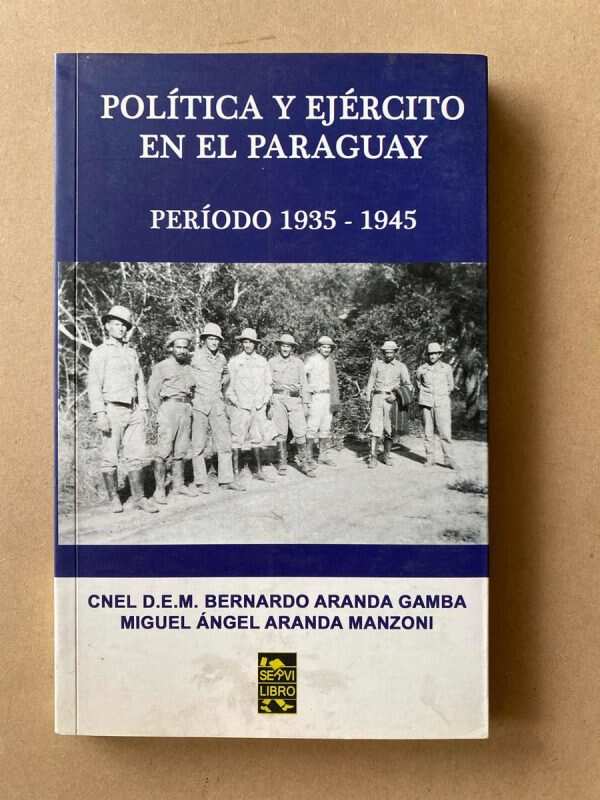 POLÍTICA Y EJÉRCITO
EN EL PARAGUAY
PERÍODO 1935 - 1945
CNEL D.E.M. BERNARDO ARANDA GAMBA
MIGUEL ÁNGEL ARANDA MANZONI
SERVI
LIBRO